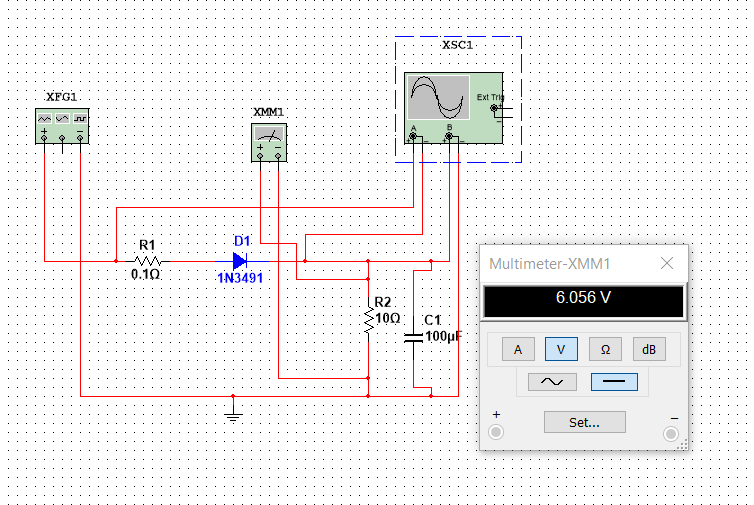 XSC1
XFG1
XMM1
Ext Trig
+
-
A
B
+ - + -
+ -
+ -
R1
0.1Ω
D1
1N3491
R2
10Ω
C1
100µF
Multimeter-XMM1
6.056 V
A
V
Ω
dB
+
Set...
-